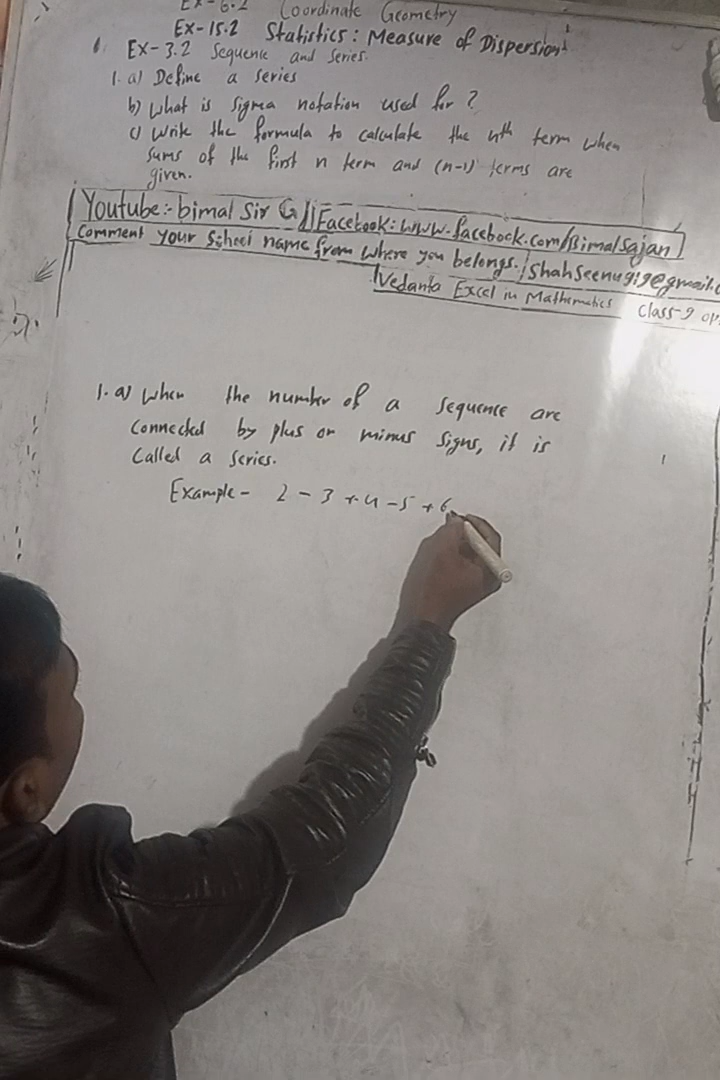 Ex-6.2 Coordinate Geometry
Ex-15.2 Statistics: Measure of Dispersion
Ex-3.2 Sequence and Series.
1. a) Define a series
b) What is sigma notation used for ?
c) Write the formula to calculate the nth term when
sums of the first n term and (n-1) terms are
given.
Youtube:- bimal Sir G || Facebook: www.facebook.com/Bimalsajan
Comment your School name from where you belongs. / Shahseenu919@gmail.c
Vedanta Excel in Mathematics Class-9 op
1. a) When the number of a sequence are
connected by plus or minus signs, it is
called a series.
Example - 2 - 3 + 4 - 5 + 6